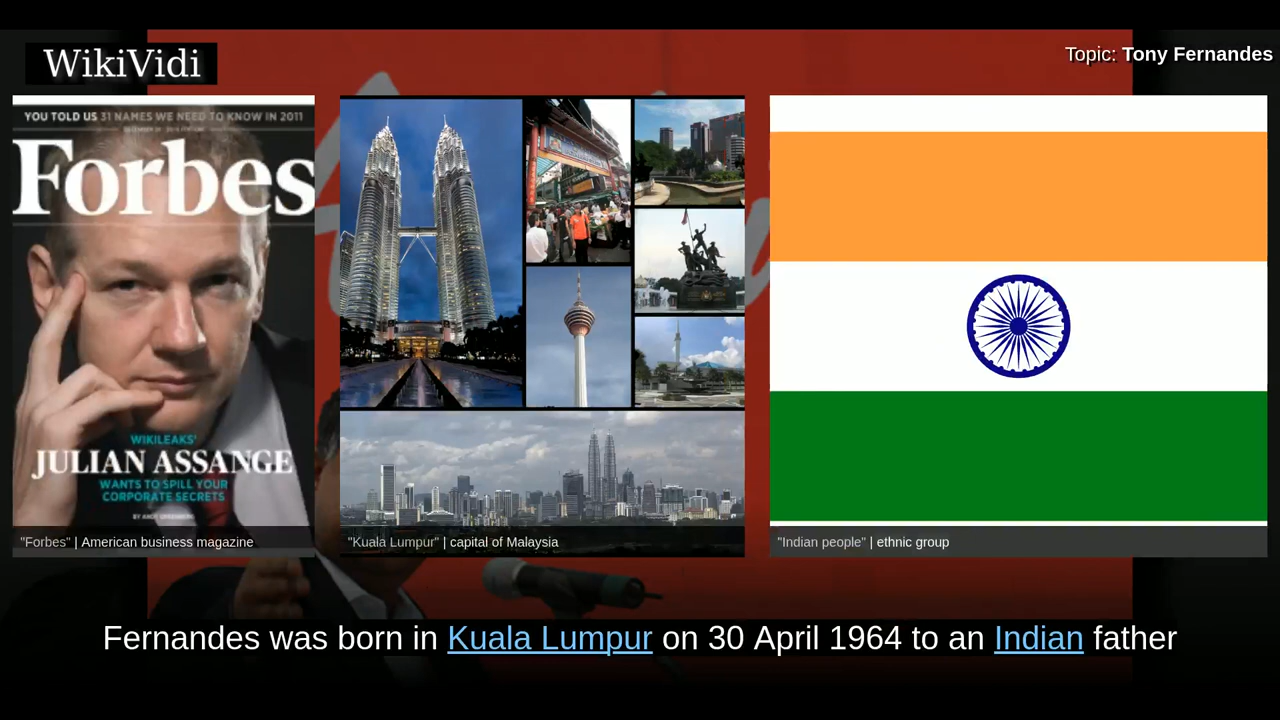 WikiVidi
Topic: Tony Fernandes
YOU TOLD US 31 NAMES WE NEED TO KNOW IN 2011
Forbes
WIKILEAKS'
JULIAN ASSANGE
WANTS TO SPILL YOUR
CORPORATE SECRETS
"Forbes" | American business magazine
"Kuala Lumpur" | capital of Malaysia
"Indian people" | ethnic group
Fernandes was born in Kuala Lumpur on 30 April 1964 to an Indian father